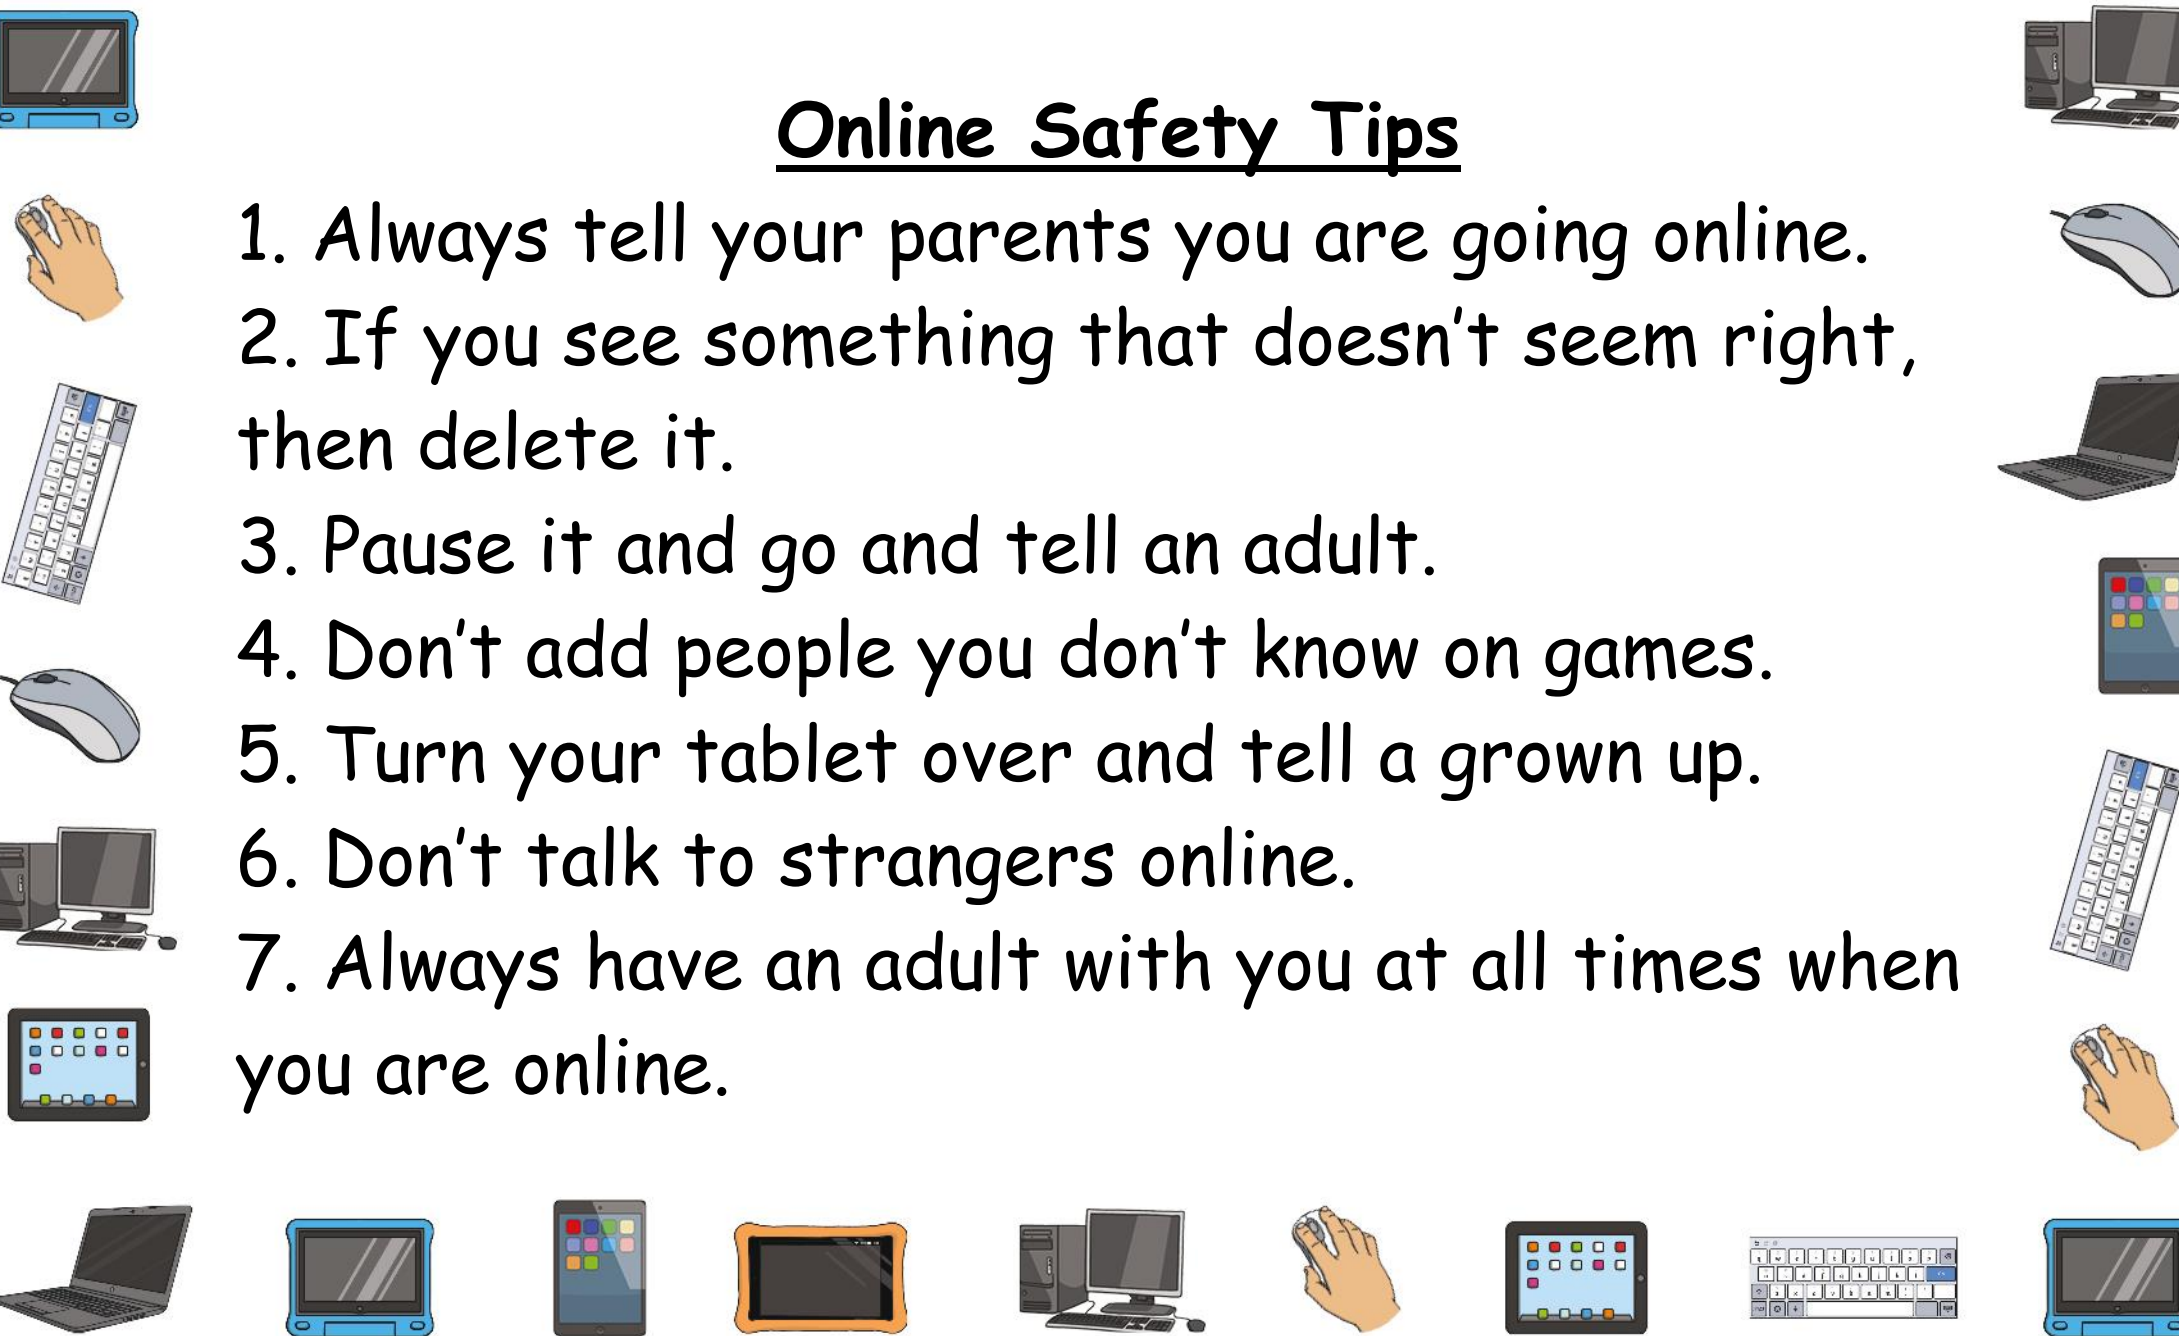 Online Safety Tips
1. Always tell your parents you are going online.
2. If you see something that doesn’t seem right,
then delete it.
3. Pause it and go and tell an adult.
4. Don’t add people you don’t know on games.
5. Turn your tablet over and tell a grown up.
6. Don’t talk to strangers online.
7. Always have an adult with you at all times when
you are online.